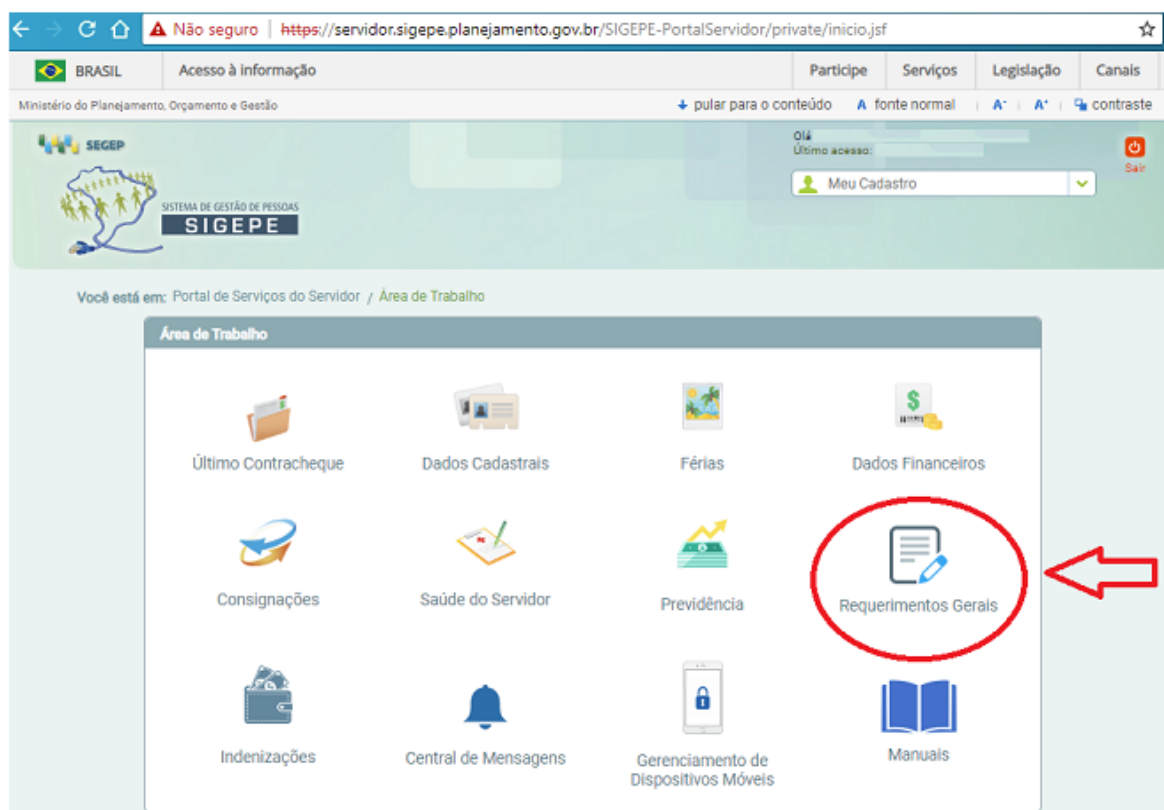 Não seguro | https://servidor.sigepe.planejamento.gov.br/SIGEPE-PortalServidor/private/inicio.jsf
BRASIL Acesso à informação Participe Serviços Legislação Canais
Ministério do Planejamento, Orçamento e Gestão pular para o conteúdo A fonte normal A- A+ contraste
SEGEP
Olá
Último acesso:
Sair
Meu Cadastro
SISTEMA DE GESTÃO DE PESSOAS
SIGEPE
Você está em: Portal de Serviços do Servidor / Área de Trabalho
Área de Trabalho
Último Contracheque Dados Cadastrais Férias Dados Financeiros
Consignações Saúde do Servidor Previdência Requerimentos Gerais
Indenizações Central de Mensagens Gerenciamento de Dispositivos Móveis Manuais